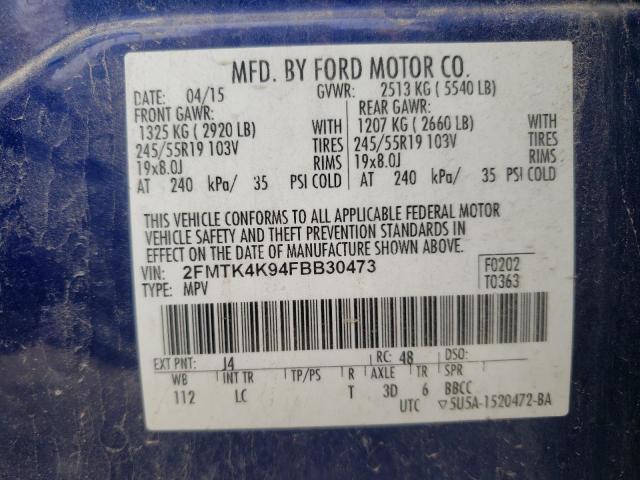 MFD. BY FORD MOTOR CO.
DATE: 04/15 GVWR: 2513 KG ( 5540 LB)
FRONT GAWR: REAR GAWR:
1325 KG ( 2920 LB) WITH 1207 KG ( 2660 LB) WITH
245/55R19 103V TIRES 245/55R19 103V TIRES
19x8.0J RIMS 19x8.0J RIMS
AT 240 kPa/ 35 PSI COLD AT 240 kPa/ 35 PSI COLD
THIS VEHICLE CONFORMS TO ALL APPLICABLE FEDERAL MOTOR
VEHICLE SAFETY AND THEFT PREVENTION STANDARDS IN
EFFECT ON THE DATE OF MANUFACTURE SHOWN ABOVE.
VIN: 2FMTK4K94FBB30473 F0202
TYPE: MPV T0363
EXT PNT: J4 RC: 48 DSO:
WB INT TR TP/PS R AXLE TR SPR
112 LC T 3D 6 BBCC
UTC ▽5U5A-1520472-BA